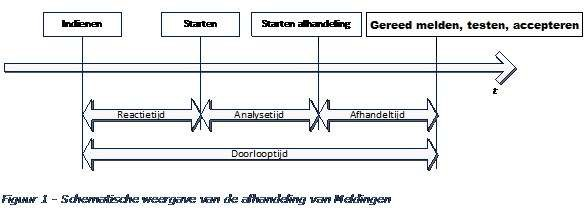 Indienen
Starten
Starten afhandeling
Gereed melden, testen, accepteren
t
Reactietijd
Analysetijd
Afhandeltijd
Doorlooptijd
Figuur 1 – Schematische weergave van de afhandeling van Meldingen